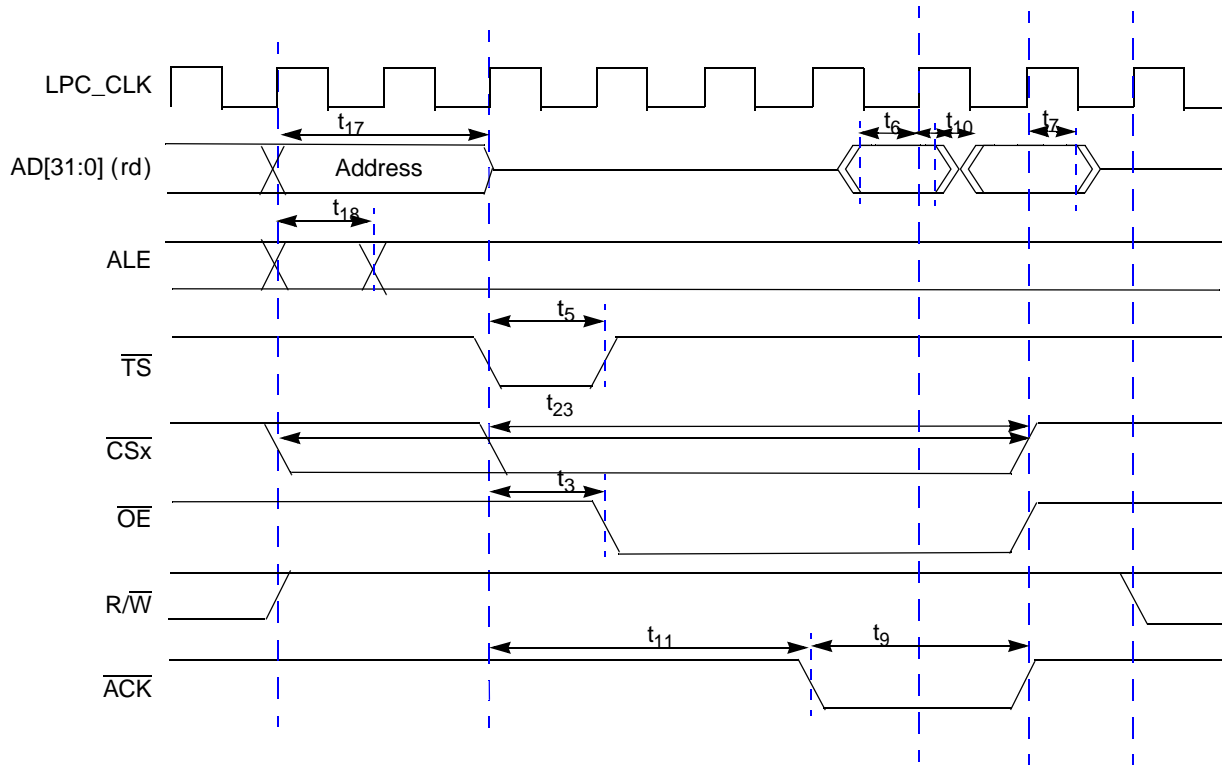 LPC_CLK
t17
t6
t10
t7
AD[31:0] (rd)
Address
t18
ALE
t5
TS
t23
CSx
t3
OE
R/W
t11
t9
ACK